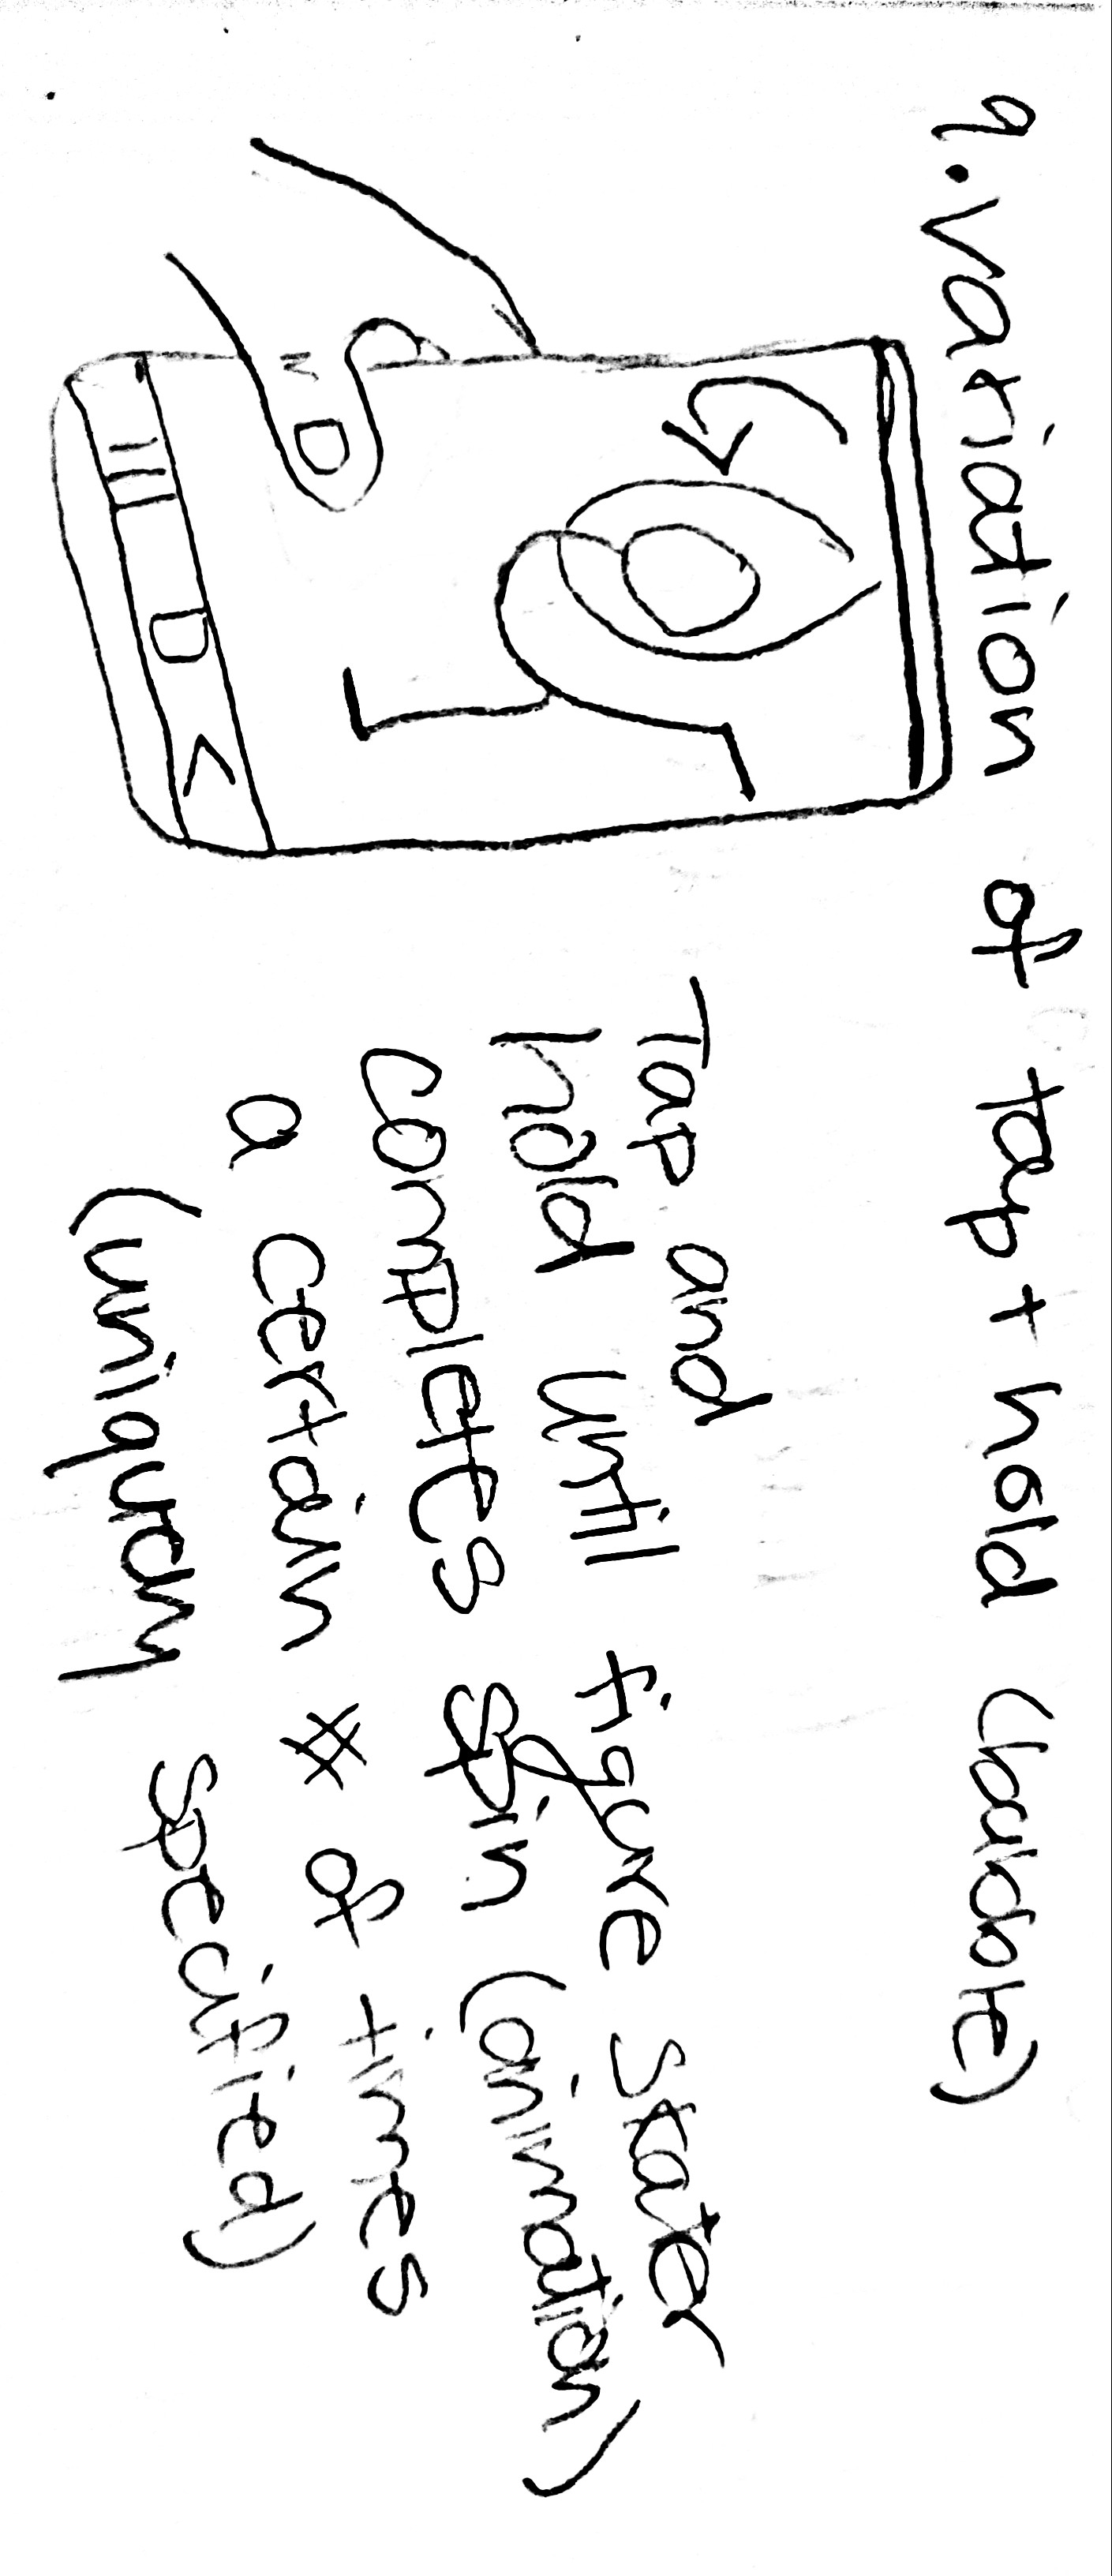 9. variation of tap + hold (bubble)
Tap and
hold until figure skater
completes spin (animation)
a certain # of times
(uniquely specified)